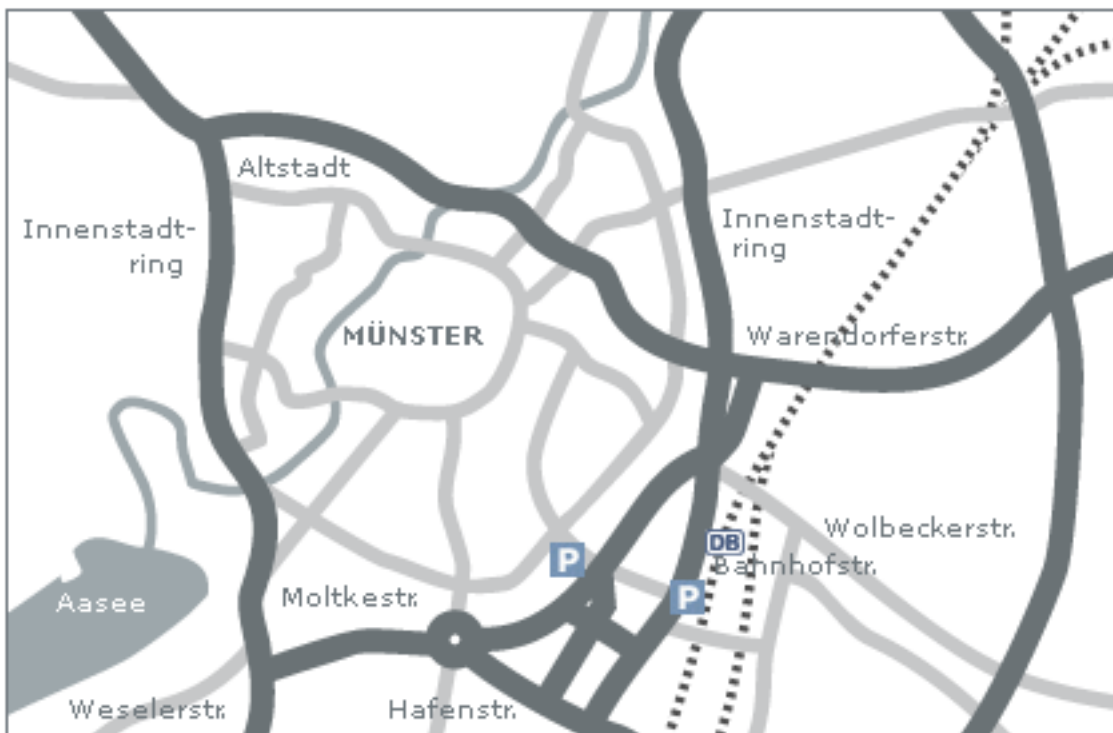 Altstadt
Innenstadt-
ring
Innenstadt-
ring
MÜNSTER
Warendorferstr.
Wolbeckerstr.
DB
Bahnhofstr.
P
P
Aasee
Moltkestr.
Weselerstr.
Hafenstr.